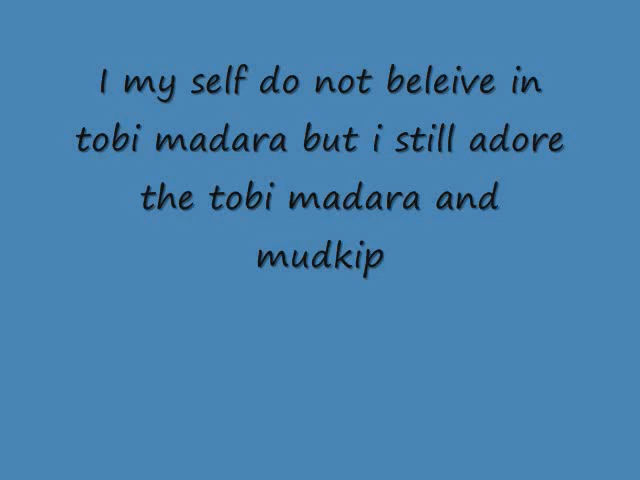 I my self do not beleive in
tobi madara but i still adore
the tobi madara and
mudkip